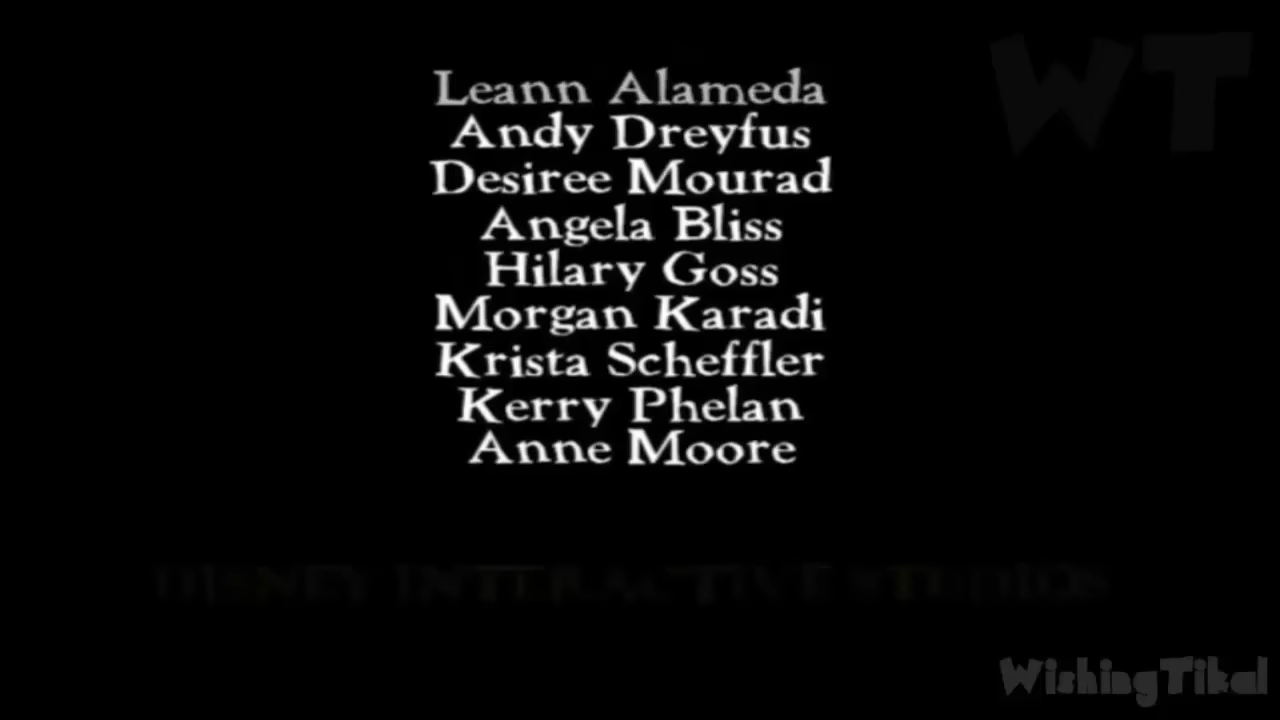 WT
Leann Alameda
Andy Dreyfus
Desiree Mourad
Angela Bliss
Hilary Goss
Morgan Karadi
Krista Scheffler
Kerry Phelan
Anne Moore
DISNEY INTERACTIVE STUDIOS
WishingTikal